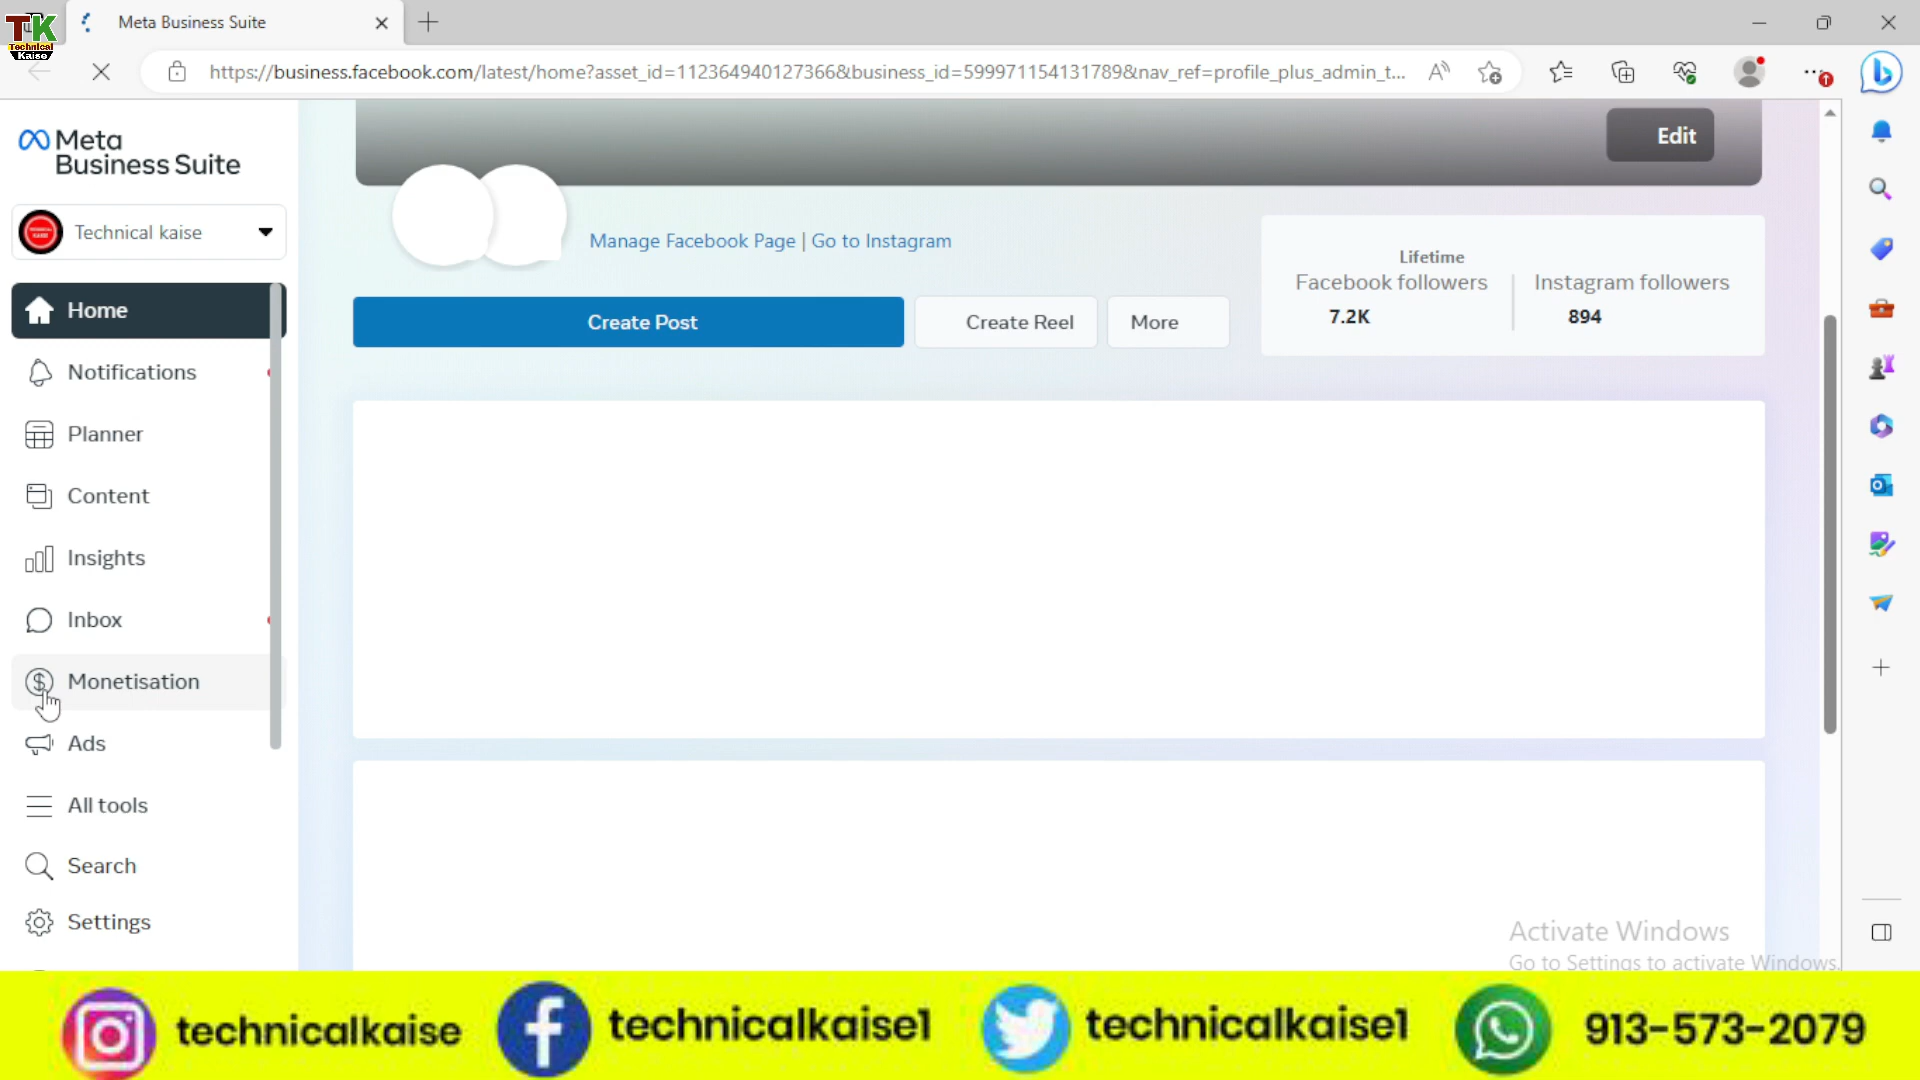 TK
Technical
Kaise
Meta Business Suite
https://business.facebook.com/latest/home?asset_id=112364940127366&business_id=599971154131789&nav_ref=profile_plus_admin_t...
Meta
Business Suite
Technical kaise
Home
Notifications
Planner
Content
Insights
Inbox
Monetisation
Ads
All tools
Search
Settings
Edit
Manage Facebook Page | Go to Instagram
Create Post
Create Reel
More
Lifetime
Facebook followers
7.2K
Instagram followers
894
Activate Windows
Go to Settings to activate Windows.
technicalkaise
technicalkaise1
technicalkaise1
913-573-2079